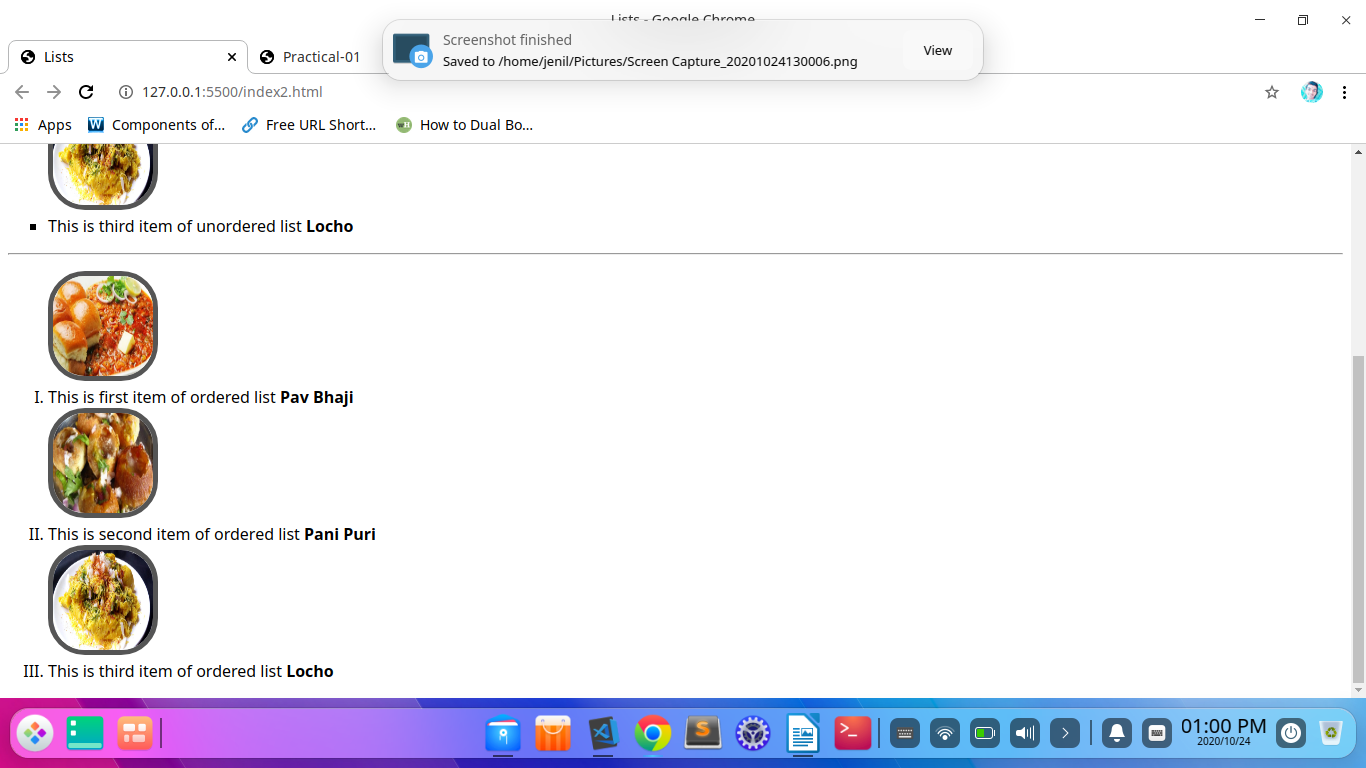 Lists - Google Chrome
Screenshot finished
Saved to /home/jenil/Pictures/Screen Capture_20201024130006.png
View
Lists
Practical-01
127.0.0.1:5500/index2.html
Apps
Components of...
Free URL Short...
How to Dual Bo...
This is third item of unordered list Locho
I. This is first item of ordered list Pav Bhaji
II. This is second item of ordered list Pani Puri
III. This is third item of ordered list Locho
01:00 PM
2020/10/24